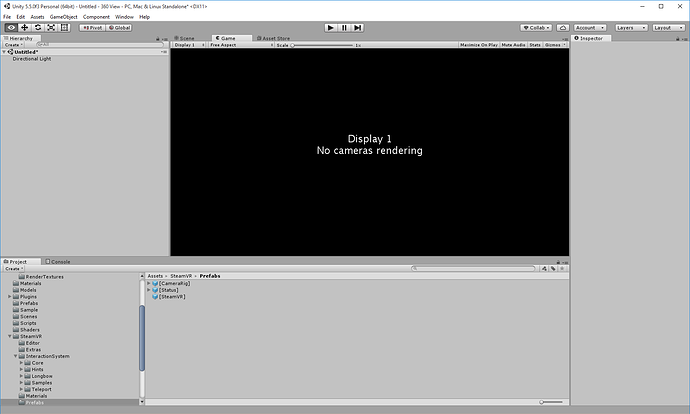 Unity 5.5.0f3 Personal (64bit) - Untitled - 360 View - PC, Mac & Linux Standalone* <DX11>
File Edit Assets GameObject Component Window Help
Pivot Global Collab Account Layers Layout
Hierarchy Scene Game Asset Store Inspector
Create All Display 1 Free Aspect Scale 1x Maximize On Play Mute Audio Stats Gizmos
Untitled*
Directional Light
Display 1
No cameras rendering
Project Console
Create
RenderTextures
Materials
Models
Plugins
Prefabs
Sample
Scenes
Scripts
Shaders
SteamVR
Editor
Extras
InteractionSystem
Core
Hints
Longbow
Samples
Teleport
Materials
Prefabs
Assets SteamVR Prefabs
[CameraRig]
[Status]
[SteamVR]